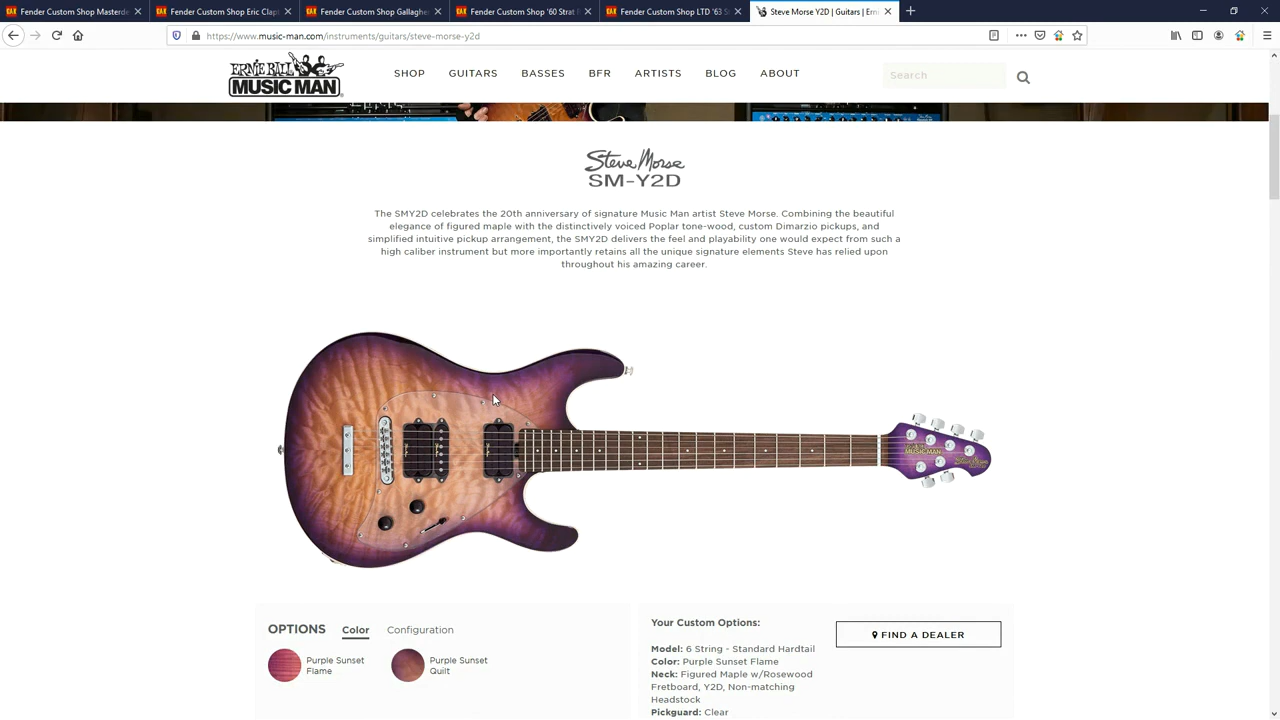 Fender Custom Shop Masterde
Fender Custom Shop Eric Clap
Fender Custom Shop Gallaghe
Fender Custom Shop '60 Strat F
Fender Custom Shop LTD '63 S
Steve Morse Y2D | Guitars | Ern
https://www.music-man.com/instruments/guitars/steve-morse-y2d
ERNIE BALL
MUSIC MAN
SHOP
GUITARS
BASSES
BFR
ARTISTS
BLOG
ABOUT
Search
Steve Morse
SM-Y2D
The SMY2D celebrates the 20th anniversary of signature Music Man artist Steve Morse. Combining the beautiful
elegance of figured maple with the distinctively voiced Poplar tone-wood, custom Dimarzio pickups, and
simplified intuitive pickup arrangement, the SMY2D delivers the feel and playability one would expect from such a
high caliber instrument but more importantly retains all the unique signature elements Steve has relied upon
throughout his amazing career.
MUSIC MAN
OPTIONS
Color
Configuration
Purple Sunset
Flame
Purple Sunset
Quilt
Your Custom Options:
FIND A DEALER
Model: 6 String - Standard Hardtail
Color: Purple Sunset Flame
Neck: Figured Maple w/Rosewood
Fretboard, Y2D, Non-matching
Headstock
Pickguard: Clear